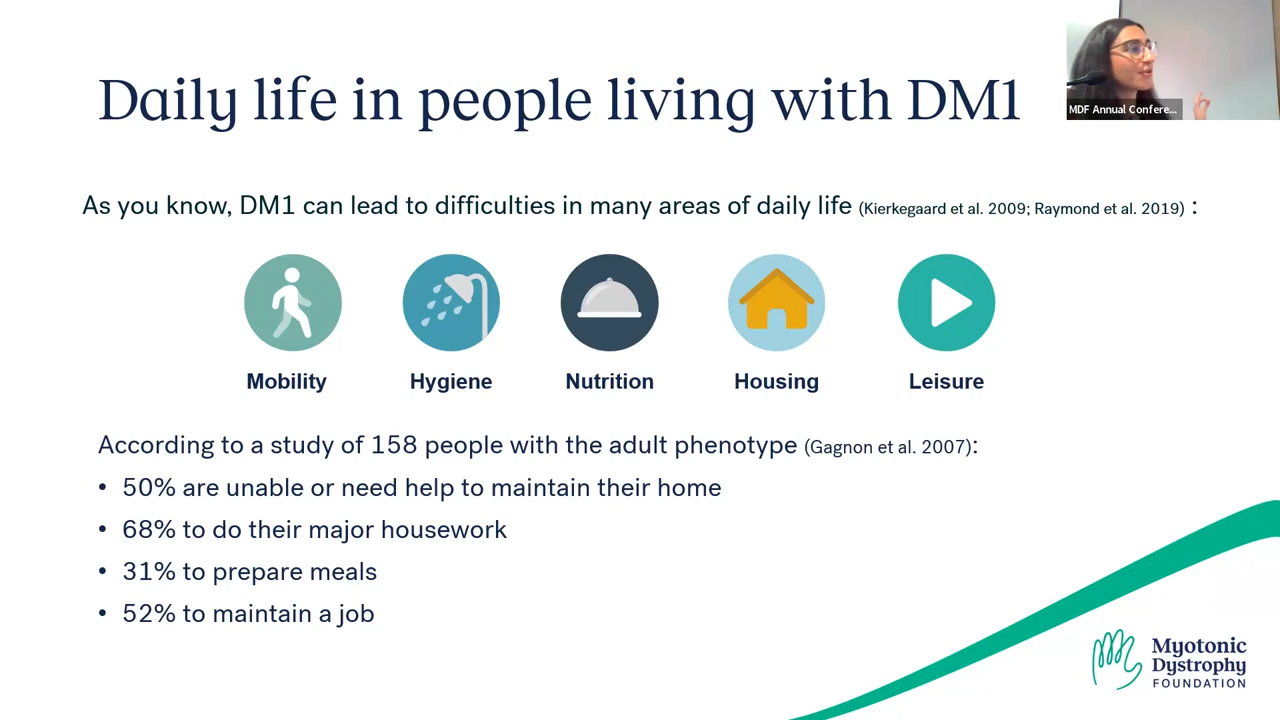 Daily life in people living with DM1
MDF Annual Confere...
As you know, DM1 can lead to difficulties in many areas of daily life (Kierkegaard et al. 2009; Raymond et al. 2019) :
Mobility
Hygiene
Nutrition
Housing
Leisure
According to a study of 158 people with the adult phenotype (Gagnon et al. 2007):
• 50% are unable or need help to maintain their home
• 68% to do their major housework
• 31% to prepare meals
• 52% to maintain a job
Myotonic
Dystrophy
FOUNDATION